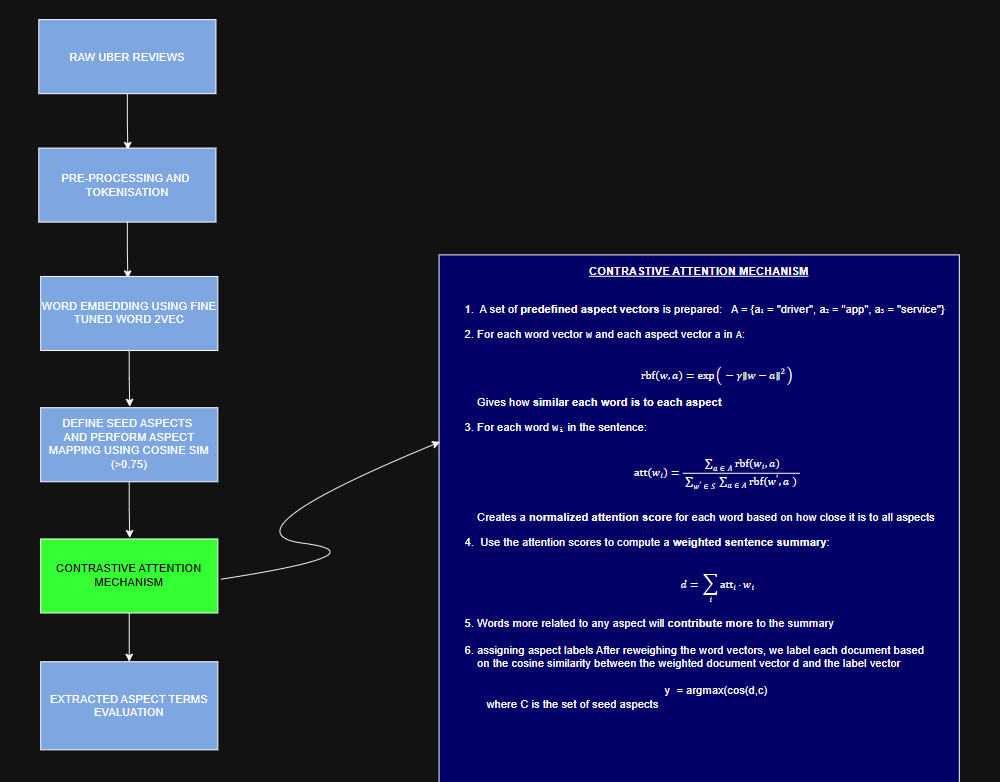 RAW UBER REVIEWS
PRE-PROCESSING AND
TOKENISATION
WORD EMBEDDING USING FINE
TUNED WORD 2VEC
DEFINE SEED ASPECTS
AND PERFORM ASPECT
MAPPING USING COSINE SIM
(>0.75)
CONTRASTIVE ATTENTION
MECHANISM
EXTRACTED ASPECT TERMS
EVALUATION
CONTRASTIVE ATTENTION MECHANISM
1. A set of predefined aspect vectors is prepared: A = {a₁ = "driver", a₂ = "app", a₃ = "service"}
2. For each word vector w and each aspect vector a in A:
rbf(w, a) = exp(− γ‖w − a‖²)
Gives how similar each word is to each aspect
3. For each word wᵢ in the sentence:
att(wᵢ) = ∑ₐ ∈ A rbf(wᵢ, a) / ∑w' ∈ S ∑ₐ ∈ A rbf(w', a )
Creates a normalized attention score for each word based on how close it is to all aspects
4. Use the attention scores to compute a weighted sentence summary:
d = ∑ᵢ attᵢ · wᵢ
5. Words more related to any aspect will contribute more to the summary
6. assigning aspect labels After reweighing the word vectors, we label each document based
on the cosine similarity between the weighted document vector d and the label vector
y = argmax(cos(d,c)
where C is the set of seed aspects